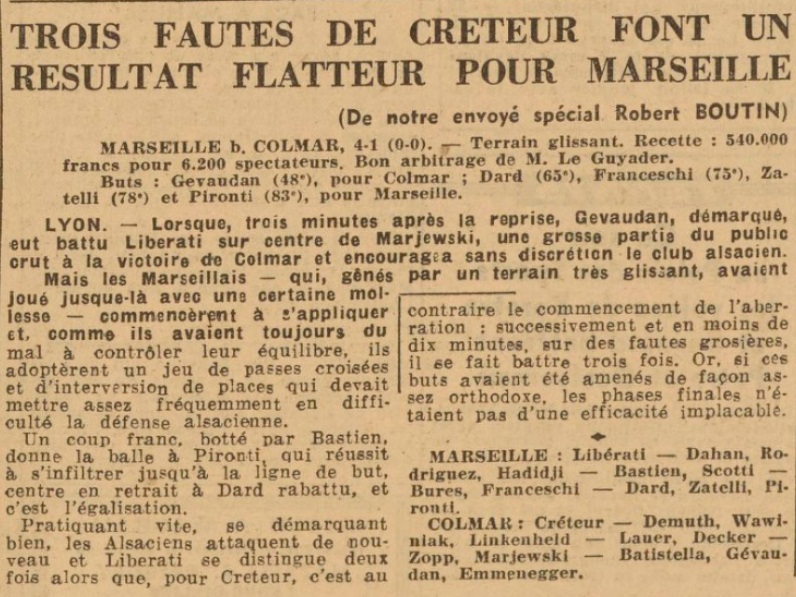 TROIS FAUTES DE CRETEUR FONT UN
RESULTAT FLATTEUR POUR MARSEILLE
(De notre envoyé spécial Robert BOUTIN)
MARSEILLE b. COLMAR, 4-1 (0-0). — Terrain glissant. Recette : 540.000
francs pour 6.200 spectateurs. Bon arbitrage de M. Le Guyader.
Buts : Gevaudan (48e), pour Colmar ; Dard (65e), Franceschi (75e), Za-
telli (78e) et Pironti (83e), pour Marseille.
LYON. — Lorsque, trois minutes après la reprise, Gevaudan, démarqué,
eut battu Liberati sur centre de Marjewski, une grosse partie du public
crut à la victoire de Colmar et encouragea sans discrétion le club alsacien.
Mais les Marseillais — qui, gênés par un terrain très glissant, avaient
joué jusque-là avec une certaine mol-
lesse — commencèrent à s'appliquer
et, comme ils avaient toujours du
mal à contrôler leur équilibre, ils
adoptèrent un jeu de passes croisées
et d'interversion de places qui devait
mettre assez fréquemment en diffi-
culté la défense alsacienne.
Un coup franc, botté par Bastien,
donne la balle à Pironti, qui réussit
à s'infiltrer jusqu'à la ligne de but,
centre en retrait à Dard rabattu, et
c'est l'égalisation.
Pratiquant vite, se démarquant
bien, les Alsaciens attaquent de nou-
veau et Liberati se distingue deux
fois alors que, pour Creteur, c'est au
contraire le commencement de l'aber-
ration : successivement et en moins de
dix minutes, sur des fautes grosières,
il se fait battre trois fois. Or, si ces
buts avaient été amenés de façon as-
sez orthodoxe, les phases finales n'é-
taient pas d'une efficacité implacable.
MARSEILLE : Libérati — Dahan, Ro-
driguez, Hadidji — Bastien, Scotti —
Bures, Franceschi — Dard, Zatelli, Pi-
ronti.
COLMAR : Créteur — Demuth, Wawi-
niak, Linkenheld — Lauer, Decker —
Zopp, Marjewski — Batistella, Gévau-
dan, Emmenegger.